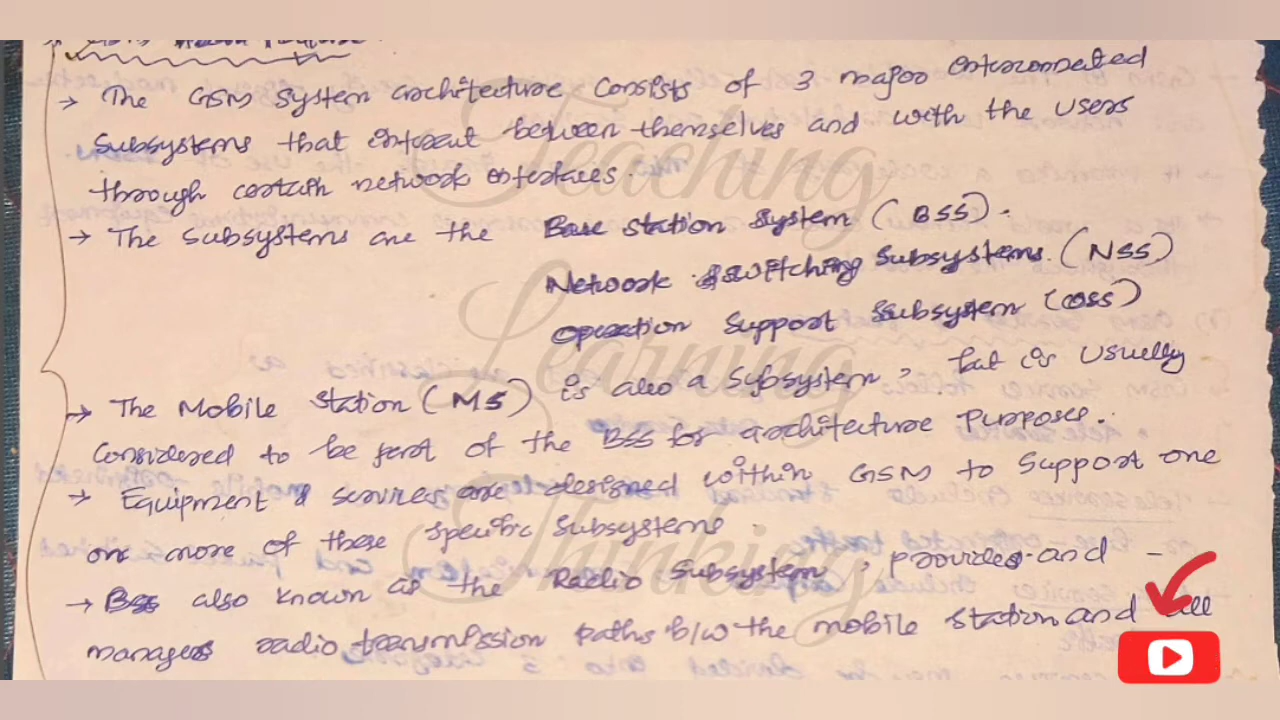 → The GSM System architecture consists of 3 major interconnected
Subsystems that interact between themselves and with the users
through certain network interfaces.
→ The Subsystems are the Base Station System (BSS).
Network switching Subsystems. (NSS)
Operation Support Subsystem (OSS)
→ The Mobile Station (MS) is also a Subsystem, but is usually
Considered to be part of the BSS for architecture purposes.
→ Equipment & services are designed within GSM to Support one
or more of these specific Subsystems.
→ BSS also known as the Radio Subsystem, provides and -
manages radio transmission paths b/w the mobile Station and all
Teaching
Learning
Thinking